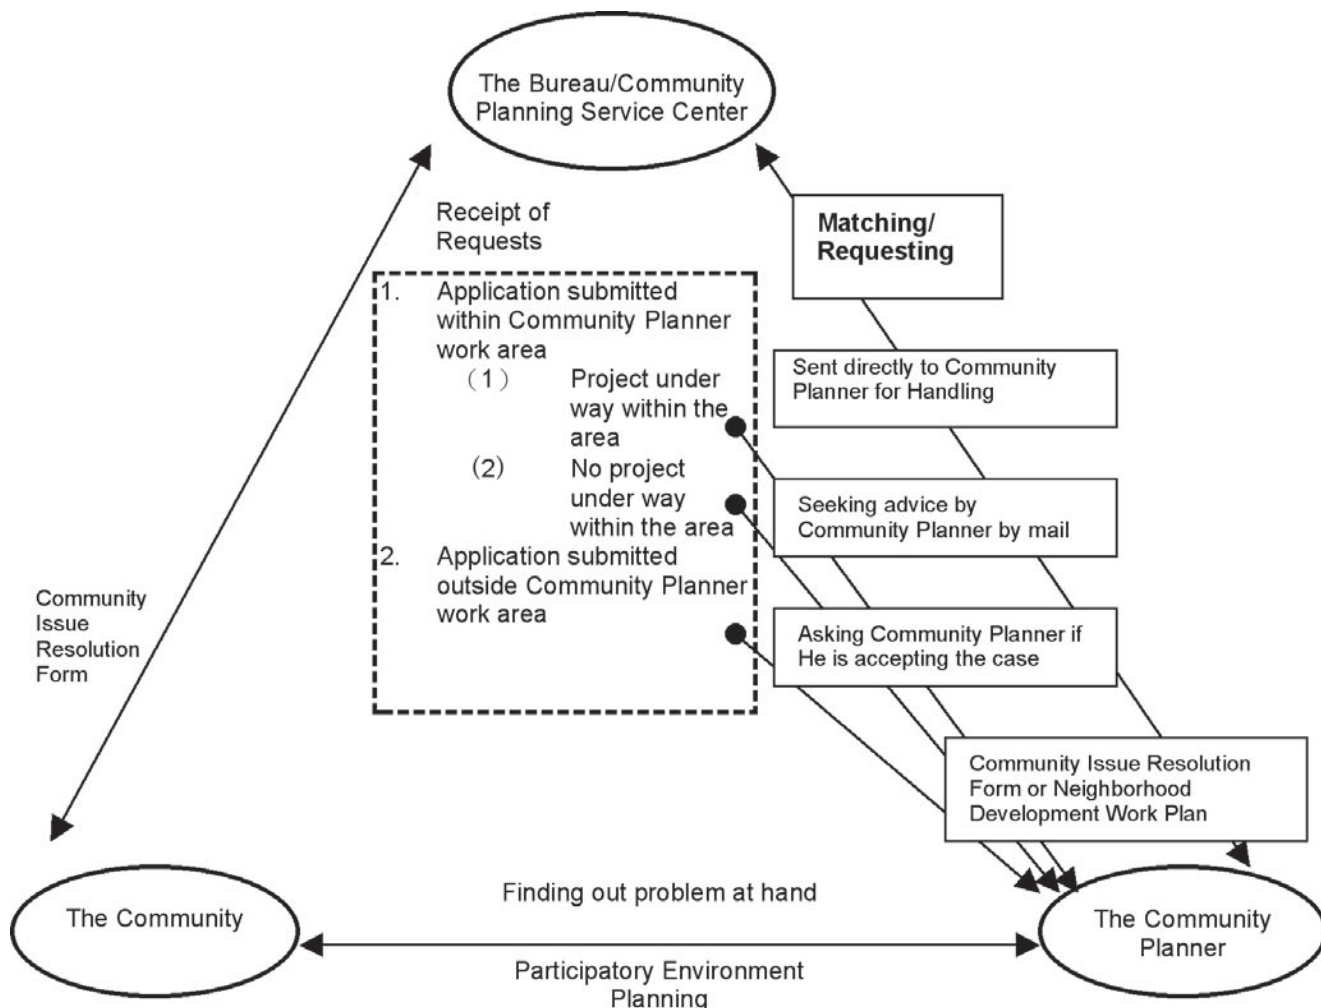 The Bureau/Community
Planning Service Center
Receipt of
Requests
Matching/
Requesting
1. Application submitted
within Community Planner
work area
(1) Project under
way within the
area
(2) No project
under way
within the area
2. Application submitted
outside Community Planner
work area
Sent directly to Community
Planner for Handling
Seeking advice by
Community Planner by mail
Asking Community Planner if
He is accepting the case
Community Issue Resolution
Form or Neighborhood
Development Work Plan
Community
Issue
Resolution
Form
The Community
Finding out problem at hand
Participatory Environment
Planning
The Community
Planner